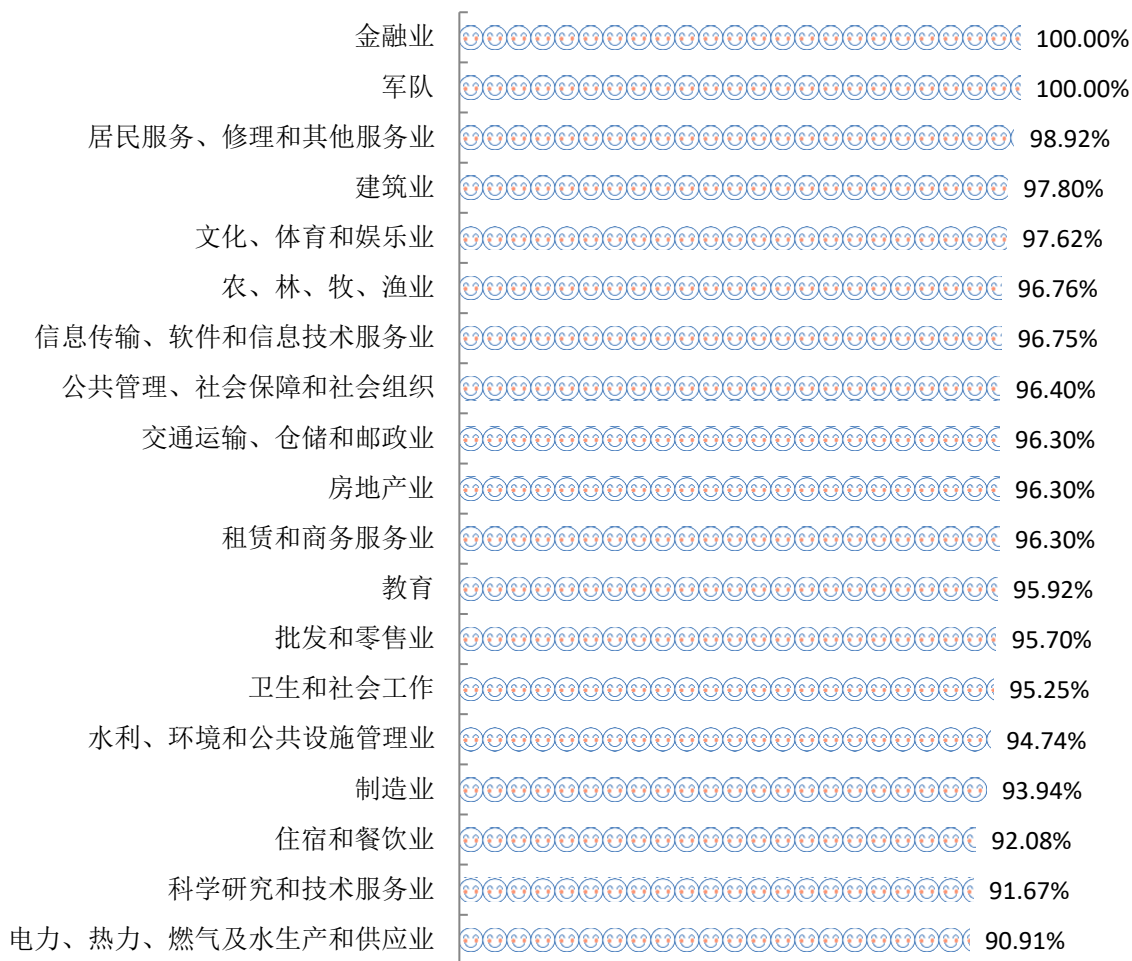 金融业 100.00%
军队 100.00%
居民服务、修理和其他服务业 98.92%
建筑业 97.80%
文化、体育和娱乐业 97.62%
农、林、牧、渔业 96.76%
信息传输、软件和信息技术服务业 96.75%
公共管理、社会保障和社会组织 96.40%
交通运输、仓储和邮政业 96.30%
房地产业 96.30%
租赁和商务服务业 96.30%
教育 95.92%
批发和零售业 95.70%
卫生和社会工作 95.25%
水利、环境和公共设施管理业 94.74%
制造业 93.94%
住宿和餐饮业 92.08%
科学研究和技术服务业 91.67%
电力、热力、燃气及水生产和供应业 90.91%